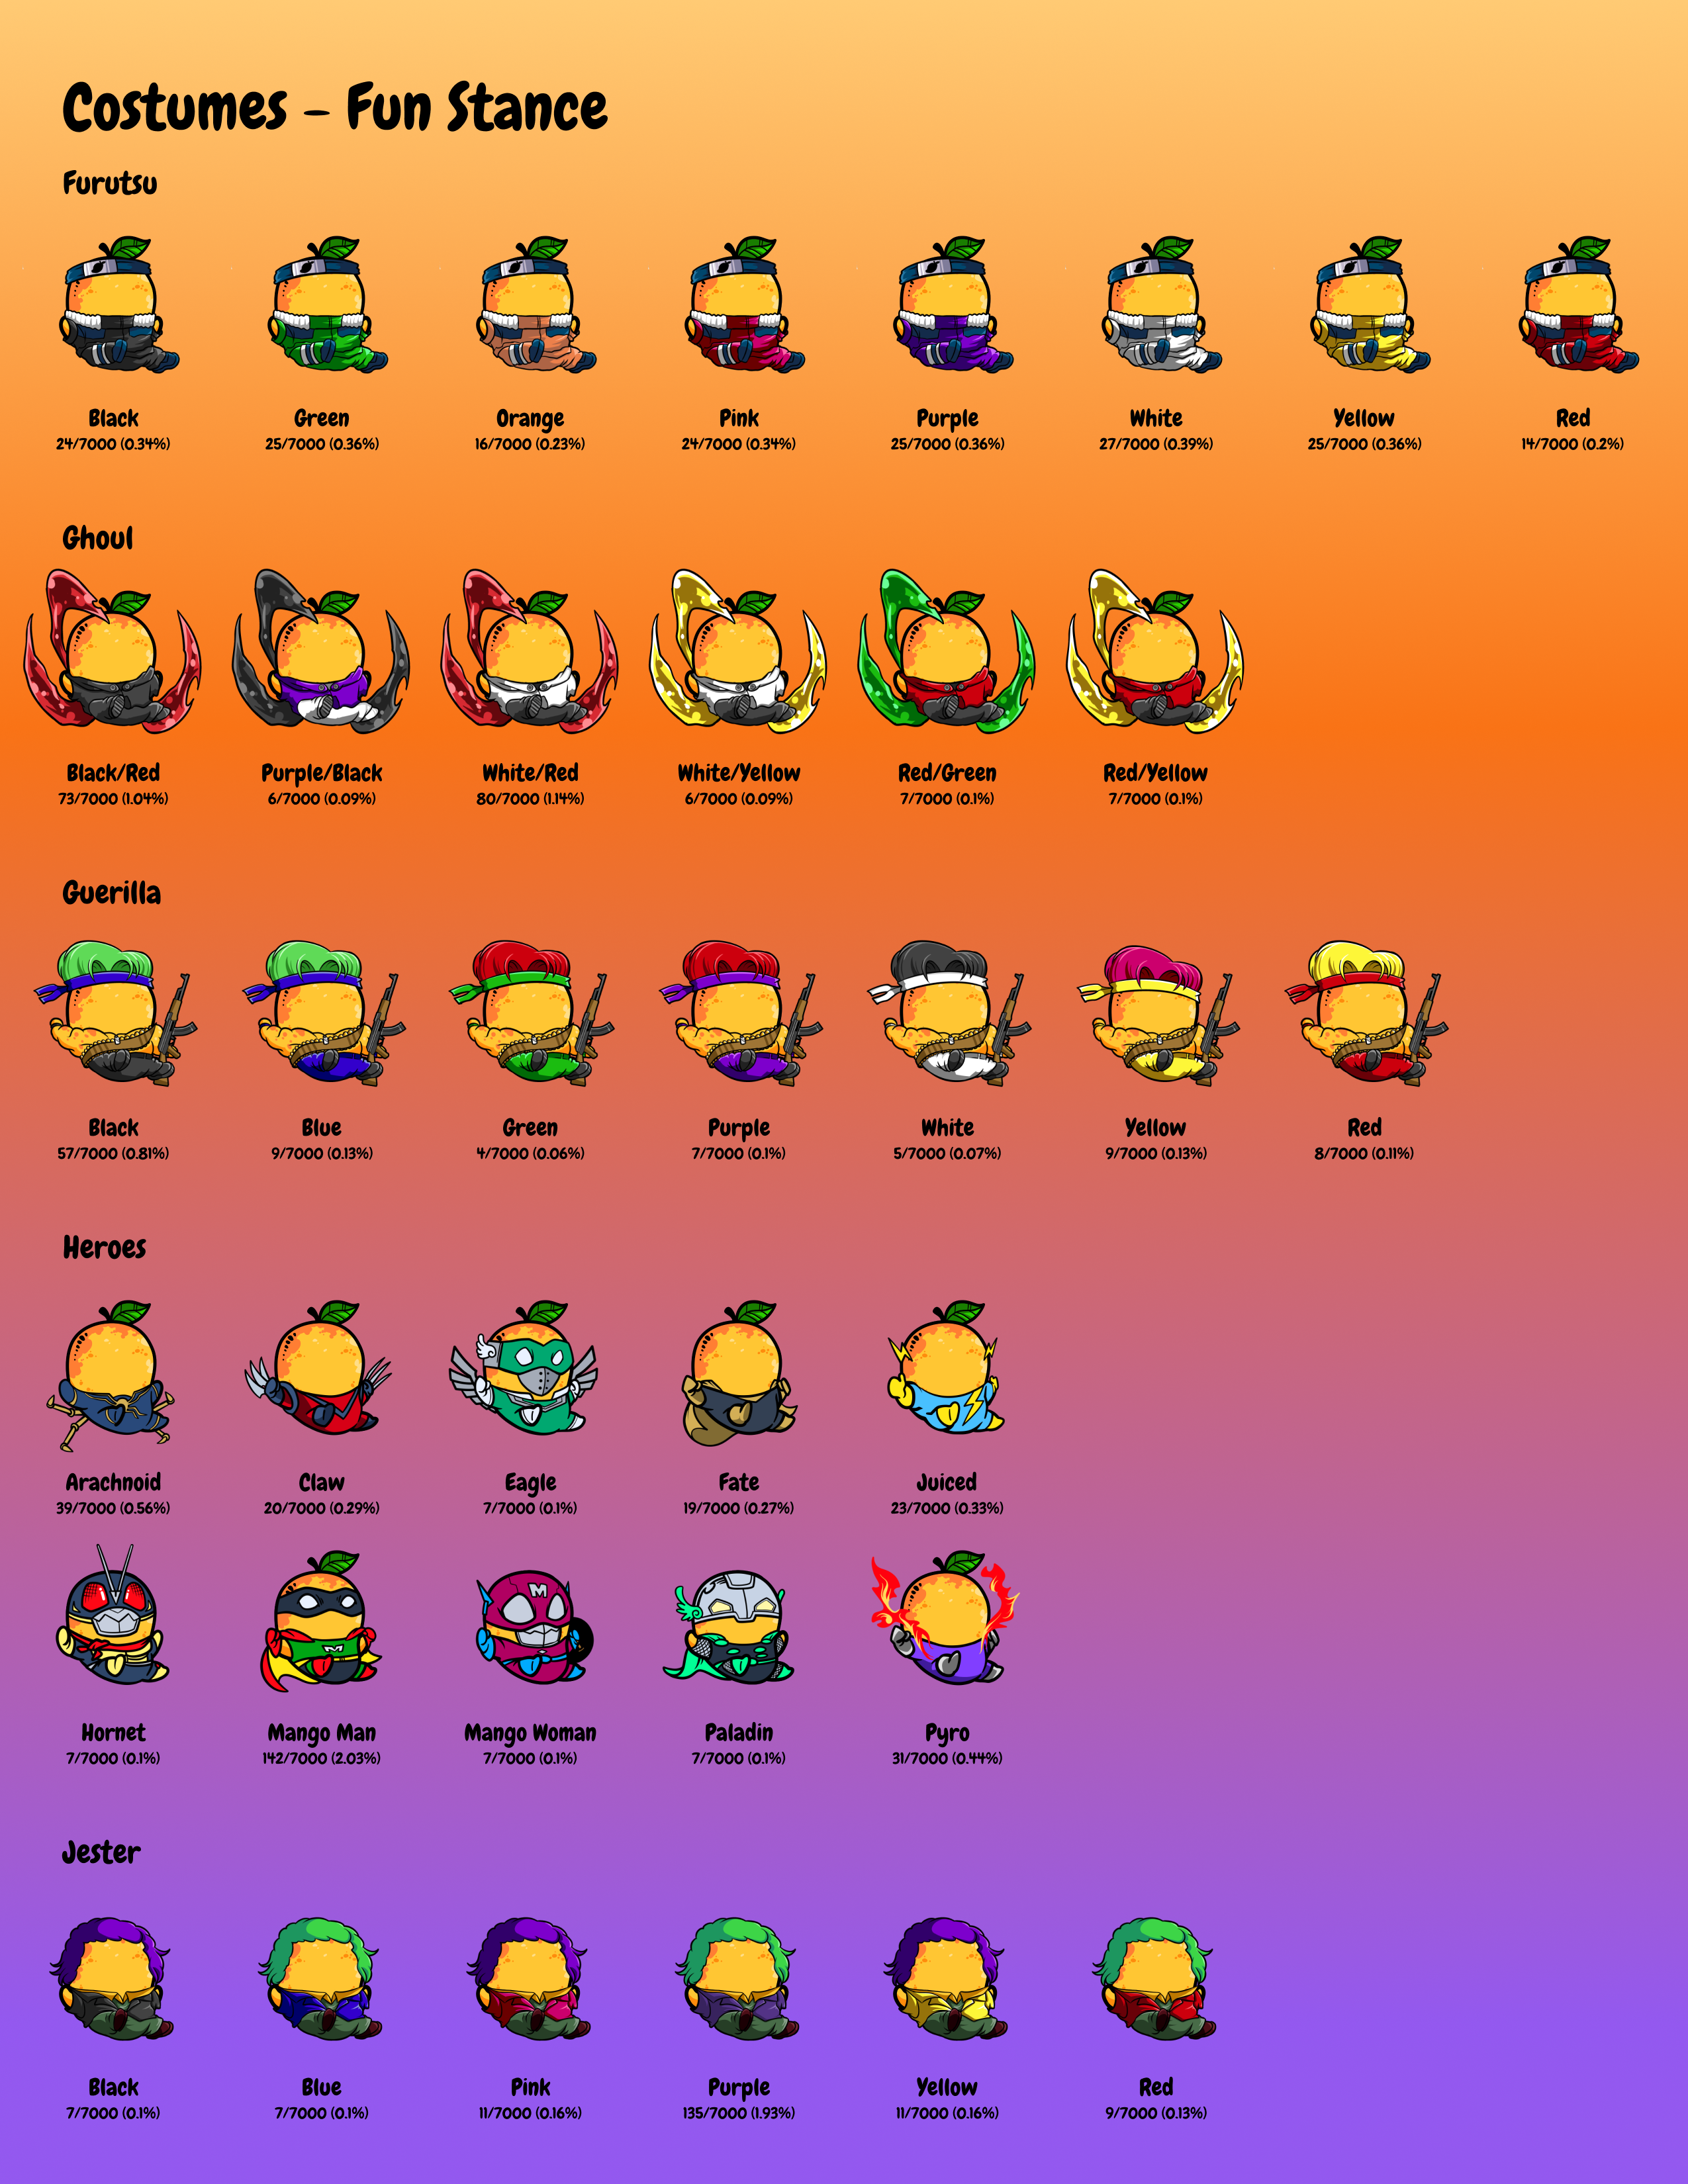 Costumes - Fun Stance
Furutsu
Black Green Orange Pink Purple White Yellow Red
24/7000 (0.34%) 25/7000 (0.36%) 16/7000 (0.23%) 24/7000 (0.34%) 25/7000 (0.36%) 27/7000 (0.39%) 25/7000 (0.36%) 14/7000 (0.2%)
Ghoul
Black/Red Purple/Black White/Red White/Yellow Red/Green Red/Yellow
73/7000 (1.04%) 6/7000 (0.09%) 80/7000 (1.14%) 6/7000 (0.09%) 7/7000 (0.1%) 7/7000 (0.1%)
Guerilla
Black Blue Green Purple White Yellow Red
57/7000 (0.81%) 9/7000 (0.13%) 4/7000 (0.06%) 7/7000 (0.1%) 5/7000 (0.07%) 9/7000 (0.13%) 8/7000 (0.11%)
Heroes
Arachnoid Claw Eagle Fate Juiced
39/7000 (0.56%) 20/7000 (0.29%) 7/7000 (0.1%) 19/7000 (0.27%) 23/7000 (0.33%)
M
M
Hornet Mango Man Mango Woman Paladin Pyro
7/7000 (0.1%) 142/7000 (2.03%) 7/7000 (0.1%) 7/7000 (0.1%) 31/7000 (0.44%)
Jester
Black Blue Pink Purple Yellow Red
7/7000 (0.1%) 7/7000 (0.1%) 11/7000 (0.16%) 135/7000 (1.93%) 11/7000 (0.16%) 9/7000 (0.13%)